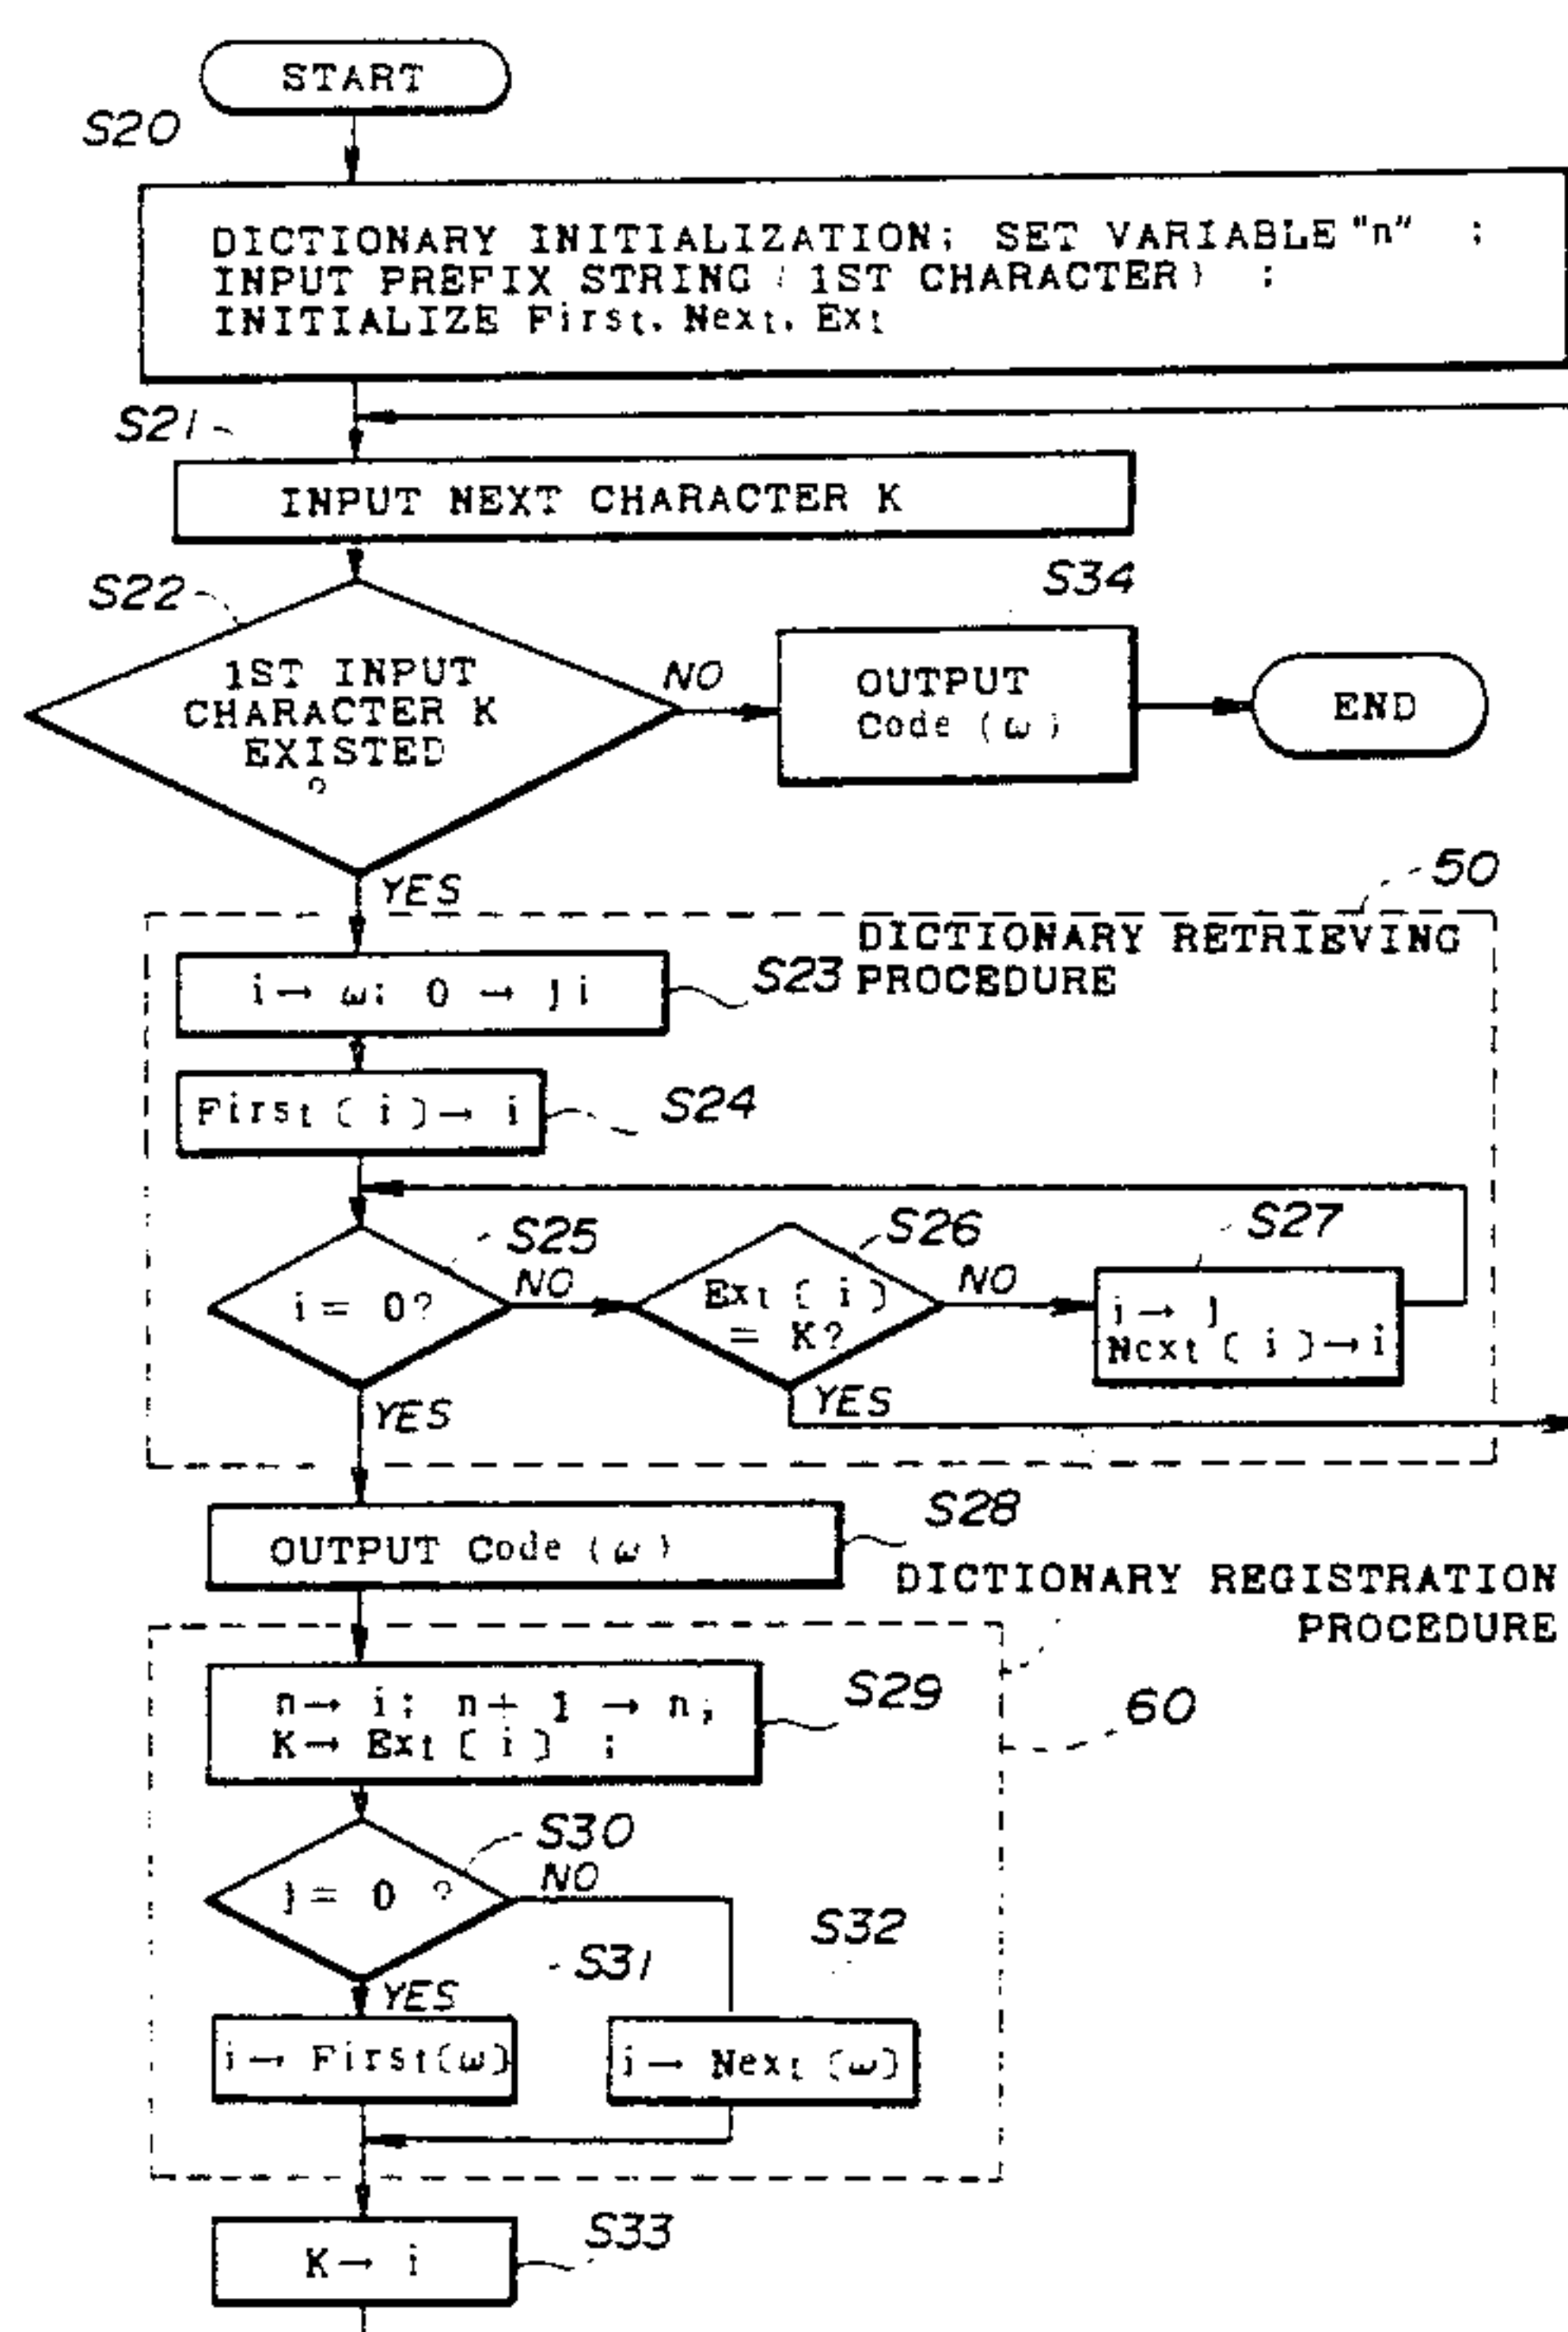 START
S20
DICTIONARY INITIALIZATION; SET VARIABLE "n" ;
INPUT PREFIX STRING (1ST CHARACTER) ;
INITIALIZE First, Next, Ext
S21
INPUT NEXT CHARACTER K
S22
1ST INPUT
CHARACTER K
EXISTED
?
NO
S34
OUTPUT
Code (ω)
END
YES
50
DICTIONARY RETRIEVING
PROCEDURE
i → ω; 0 → j;
S23
First ( i ) → i
S24
i = 0?
S25
NO
Ext ( i )
= K?
S26
NO
S27
i → j
Next ( i ) → i
YES
YES
OUTPUT Code (ω)
S28
DICTIONARY REGISTRATION
PROCEDURE
60
n → i; n + 1 → n;
K → Ext ( i ) ;
S29
j = 0 ?
S30
NO
YES
S31
S32
i → First(ω)
i → Next (ω)
K → i
S33